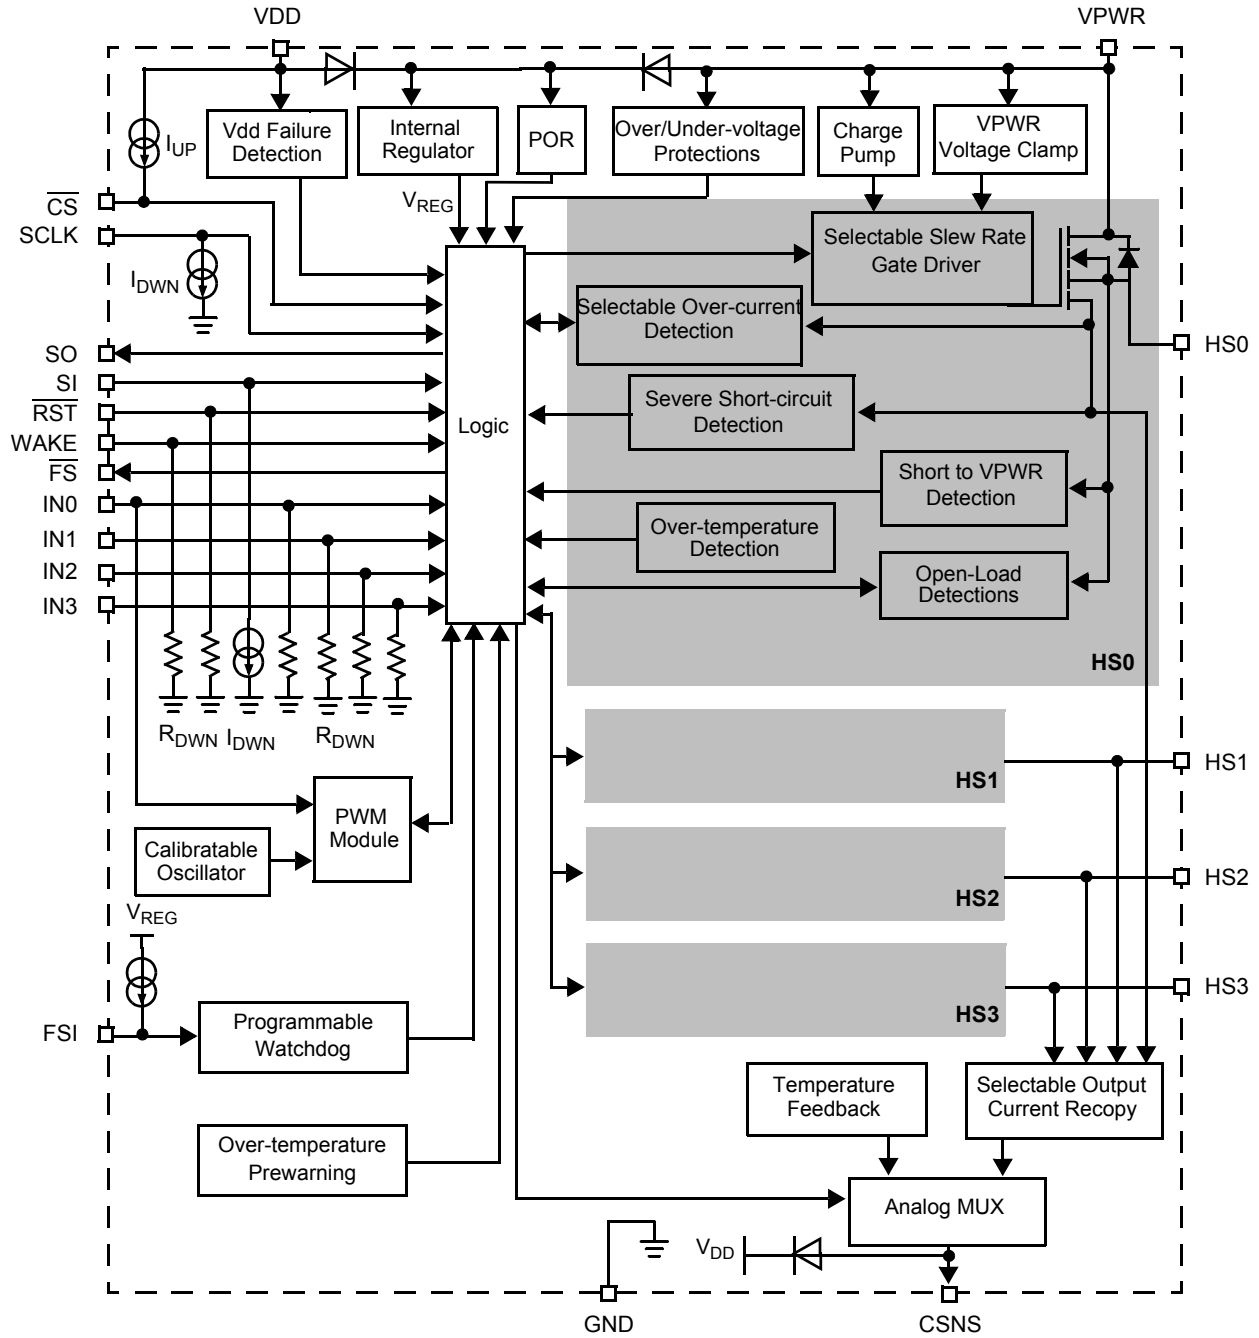 VDD
VPWR
Vdd Failure
Detection
Internal
Regulator
POR
Over/Under-voltage
Protections
Charge
Pump
VPWR
Voltage Clamp
IUP
VREG
CS
SCLK
IDWN
SO
SI
RST
WAKE
FS
IN0
IN1
IN2
IN3
Logic
Selectable Slew Rate
Gate Driver
Selectable Over-current
Detection
Severe Short-circuit
Detection
Short to VPWR
Detection
Over-temperature
Detection
Open-Load
Detections
HS0
HS0
RDWN
IDWN
RDWN
HS1
HS1
PWM
Module
Calibratable
Oscillator
HS2
HS2
VREG
HS3
HS3
FSI
Programmable
Watchdog
Temperature
Feedback
Selectable Output
Current Recopy
Over-temperature
Prewarning
Analog MUX
VDD
GND
CSNS